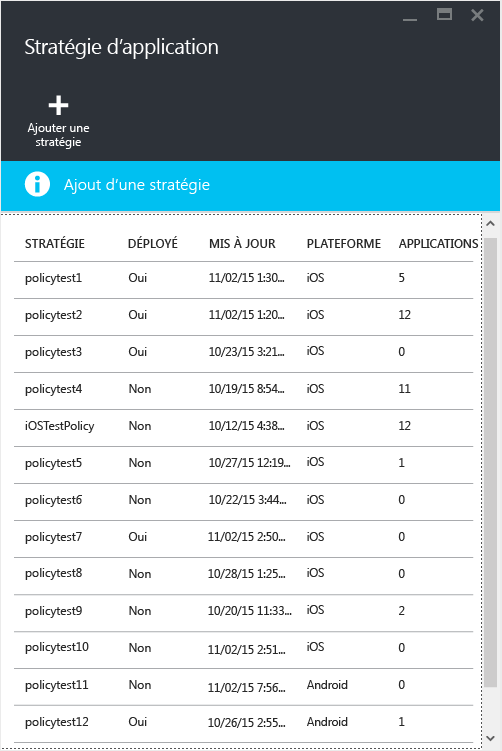 Stratégie d'application
Ajouter une
stratégie
Ajout d'une stratégie
STRATÉGIE DÉPLOYÉ MIS À JOUR PLATEFORME APPLICATIONS
policytest1 Oui 11/02/15 1:30... iOS 5
policytest2 Oui 11/02/15 1:20... iOS 12
policytest3 Oui 10/23/15 3:21... iOS 0
policytest4 Non 10/19/15 8:54... iOS 11
iOSTestPolicy Non 10/12/15 4:38... iOS 12
policytest5 Non 10/27/15 12:19... iOS 1
policytest6 Non 10/22/15 3:44... iOS 0
policytest7 Oui 11/02/15 2:50... iOS 0
policytest8 Non 10/28/15 1:25... iOS 0
policytest9 Non 10/20/15 11:33... iOS 2
policytest10 Non 11/02/15 2:51... iOS 0
policytest11 Non 11/02/15 7:56... Android 0
policytest12 Oui 10/26/15 2:55... Android 1